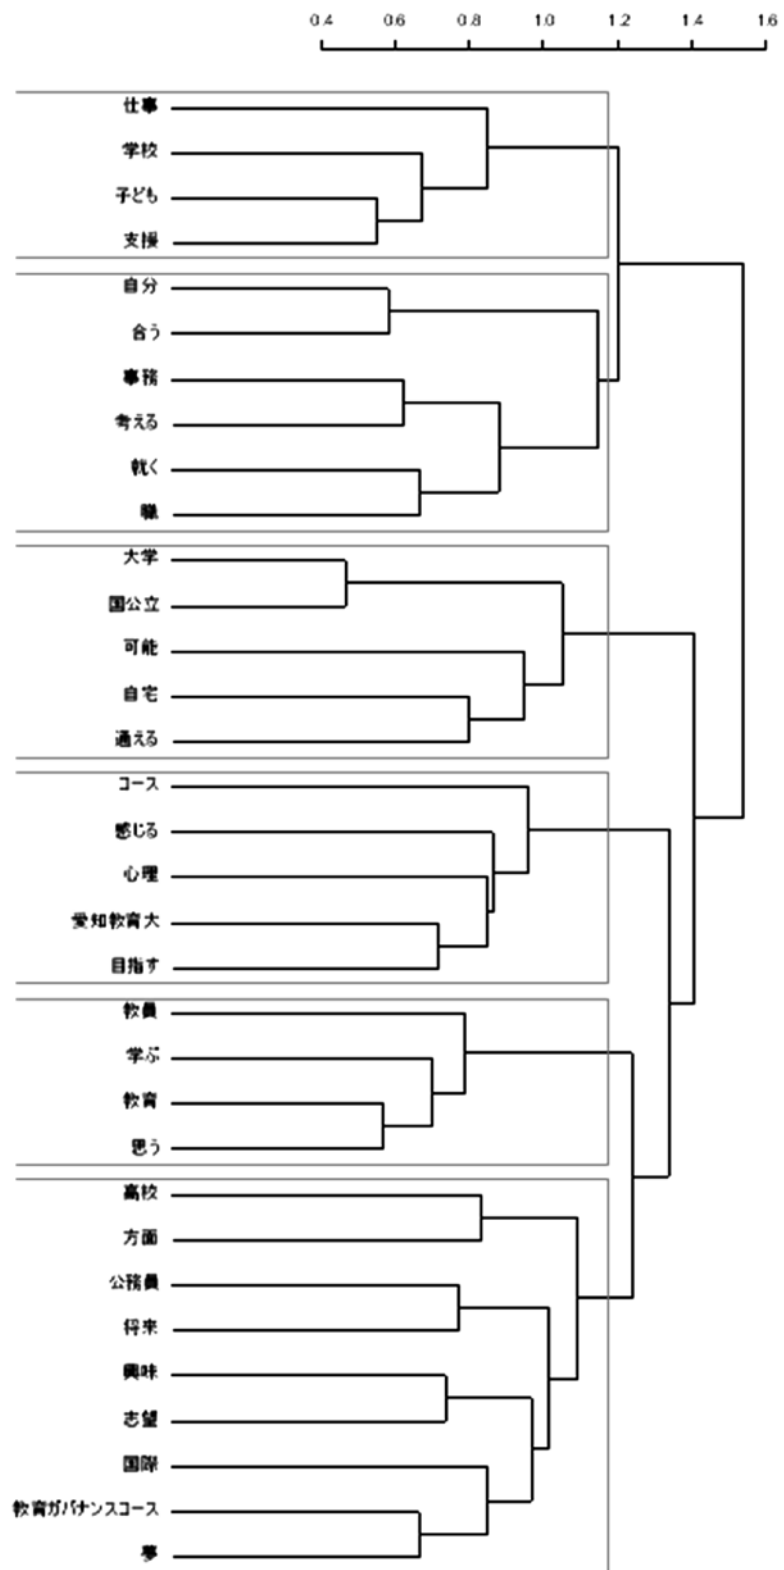 0.4 0.6 0.8 1.0 1.2 1.4 1.6
仕事
学校
子ども
支援
自分
合う
事務
考える
就く
職
大学
国公立
可能
自宅
通える
コース
感じる
心理
愛知教育大
目指す
教員
学ぶ
教育
思う
高校
方面
公務員
将来
興味
志望
国際
教育ガバナンスコース
夢